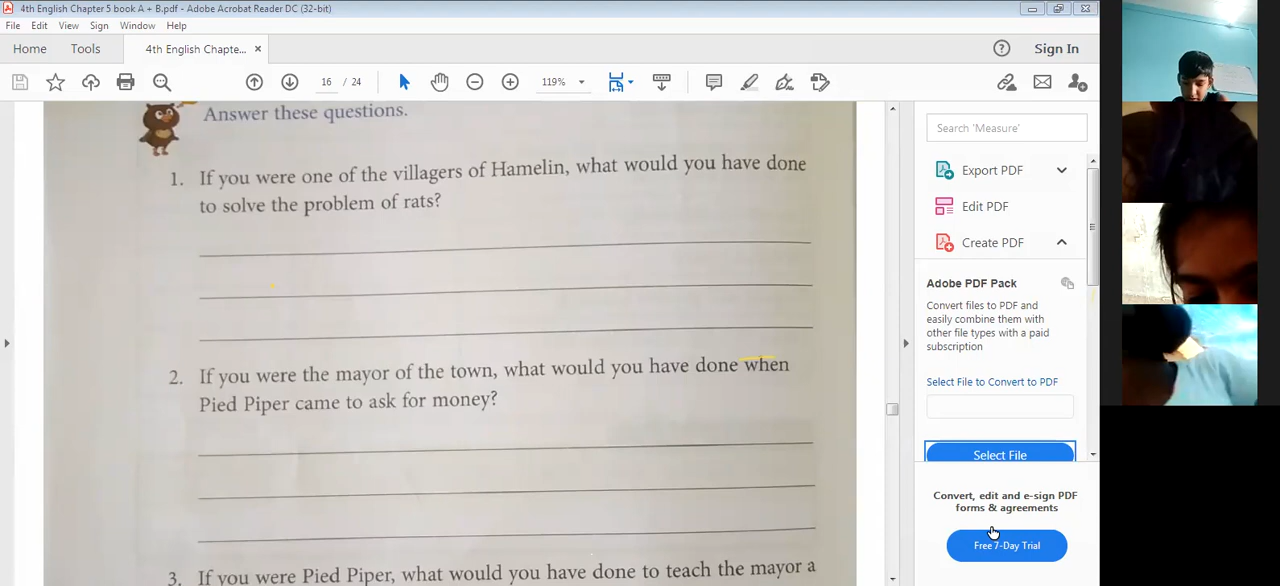 4th English Chapter 5 book A + B.pdf - Adobe Acrobat Reader DC (32-bit)
File Edit View Sign Window Help
Home Tools 4th English Chapte... × Sign In
16 / 24 119%
Answer these questions.
1. If you were one of the villagers of Hamelin, what would you have done
to solve the problem of rats?
2. If you were the mayor of the town, what would you have done when
Pied Piper came to ask for money?
3. If you were Pied Piper, what would you have done to teach the mayor a
Search 'Measure'
Export PDF
Edit PDF
Create PDF
Adobe PDF Pack
Convert files to PDF and
easily combine them with
other file types with a paid
subscription
Select File to Convert to PDF
Select File
Convert, edit and e-sign PDF
forms & agreements
Free 7-Day Trial